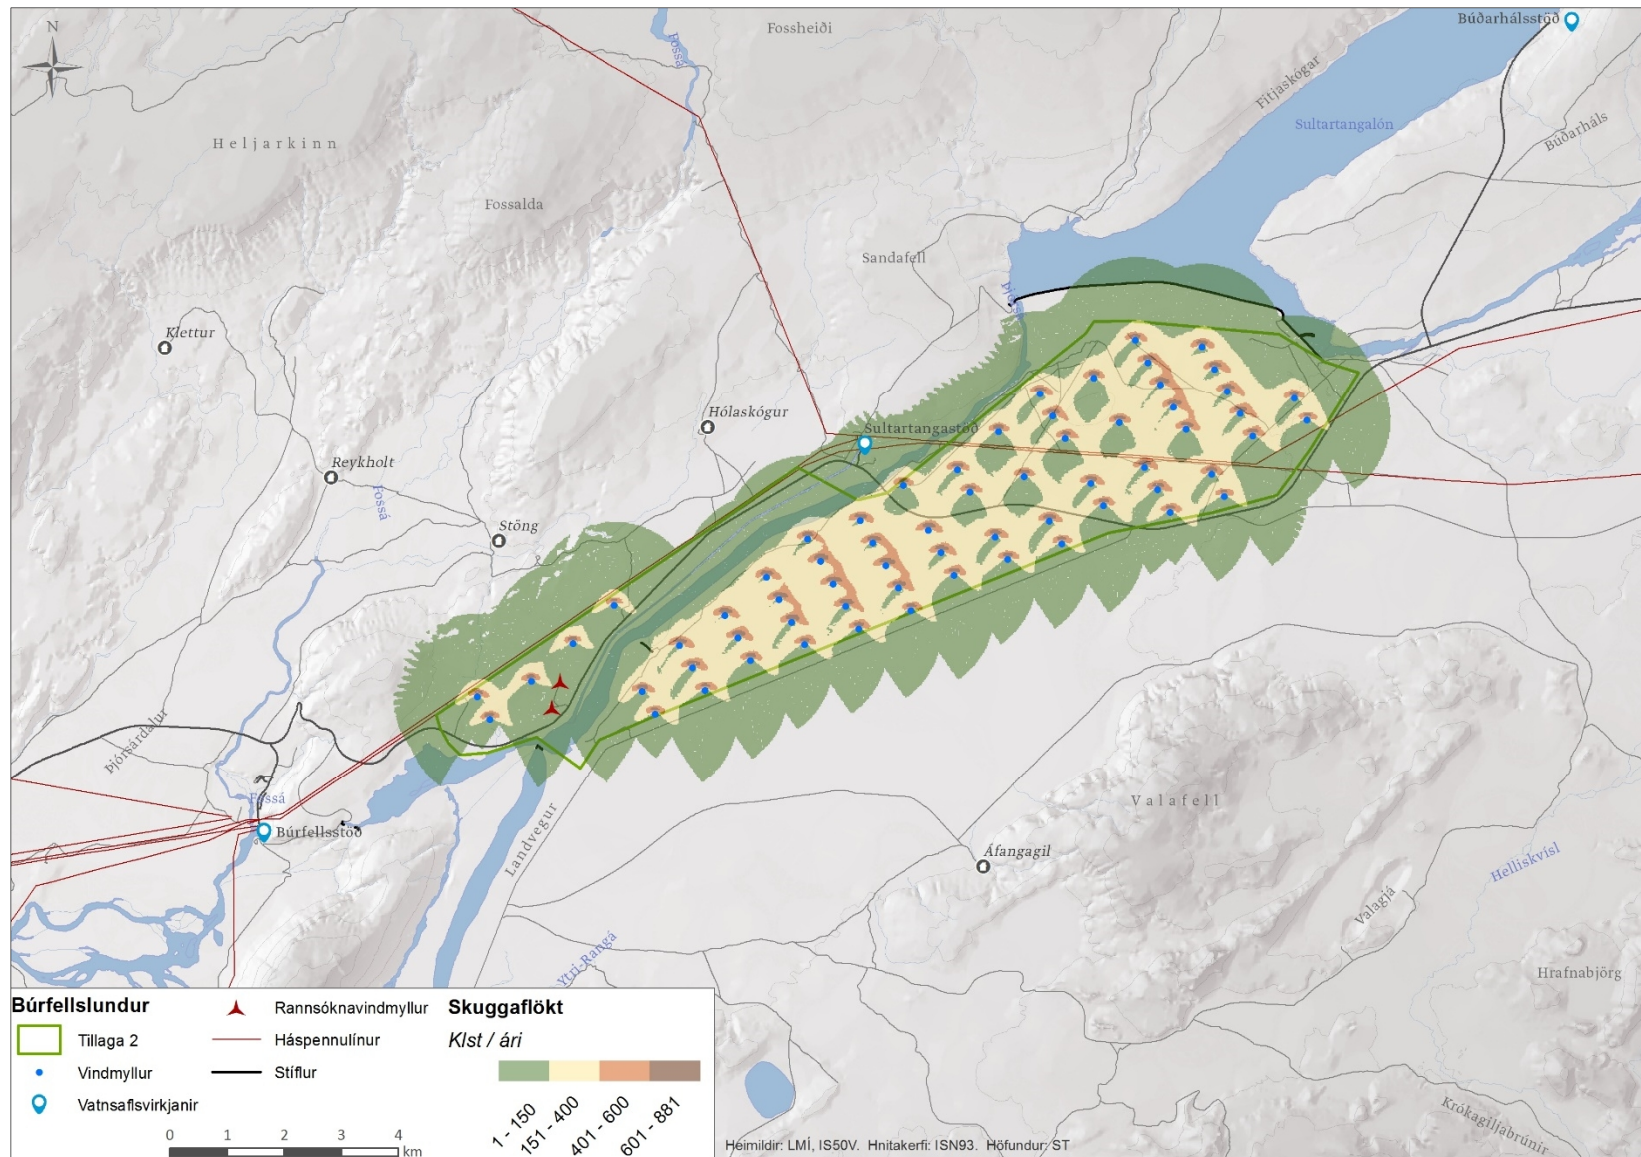 N
Fossá
Fossheiði
Búðarhálsstöð
Fitjaskógar
Sultartangalón
Búðarháls
Heljarkinn
Fossalda
Sandafell
Klettur
Hólaskógur
Sultartangastöð
Reykholt
Fossá
Stöng
Þjórsárdalur
Fossá
Búrfellsstöð
Landvegur
Valafell
Áfangagil
Helliskvísl
Valagjá
Ytri-Rangá
Hrafnabjörg
Krókagiljabrúnir
Búrfellslundur
Tillaga 2
Vindmyllur
Vatnsaflsvirkjanir
Rannsóknavindmyllur
Háspennulínur
Stíflur
Skuggaflökt
Klst / ári
1 - 150
151 - 400
401 - 600
601 - 881
0 1 2 3 4
km
Heimildir: LMÍ, IS50V. Hnitakerfi: ISN93. Höfundur: ST